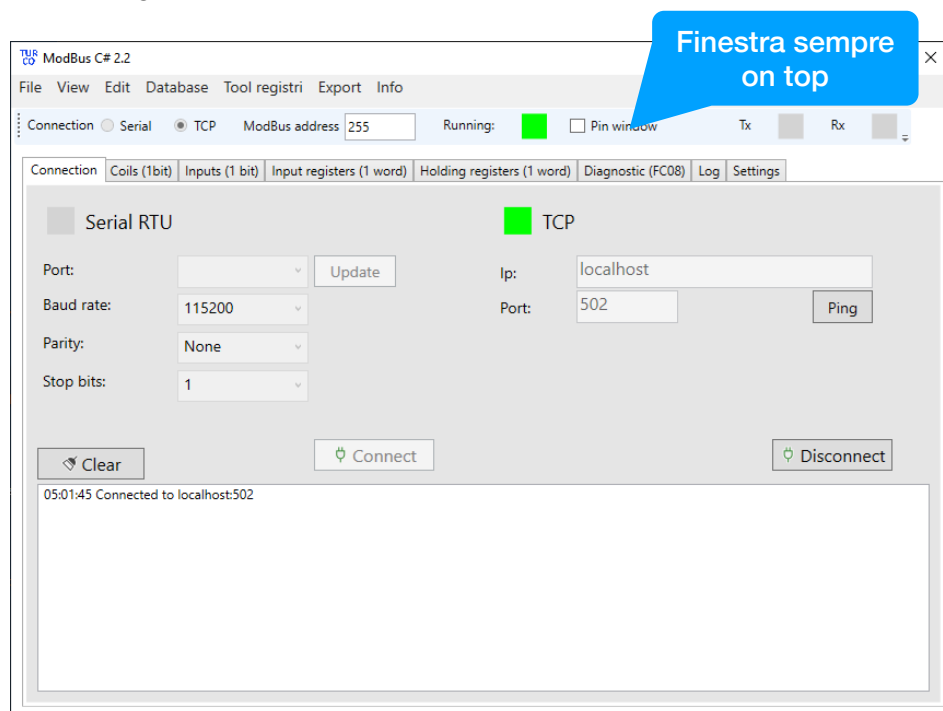 Finestra sempre
on top
TUR
CO
ModBus C# 2.2
File View Edit Database Tool registri Export Info
Connection Serial TCP ModBus address 255 Running: Pin window Tx Rx
Connection Coils (1bit) Inputs (1 bit) Input registers (1 word) Holding registers (1 word) Diagnostic (FC08) Log Settings
Serial RTU TCP
Port: Update Ip: localhost
Baud rate: 115200 Port: 502 Ping
Parity: None
Stop bits: 1
Clear Connect Disconnect
05:01:45 Connected to localhost:502